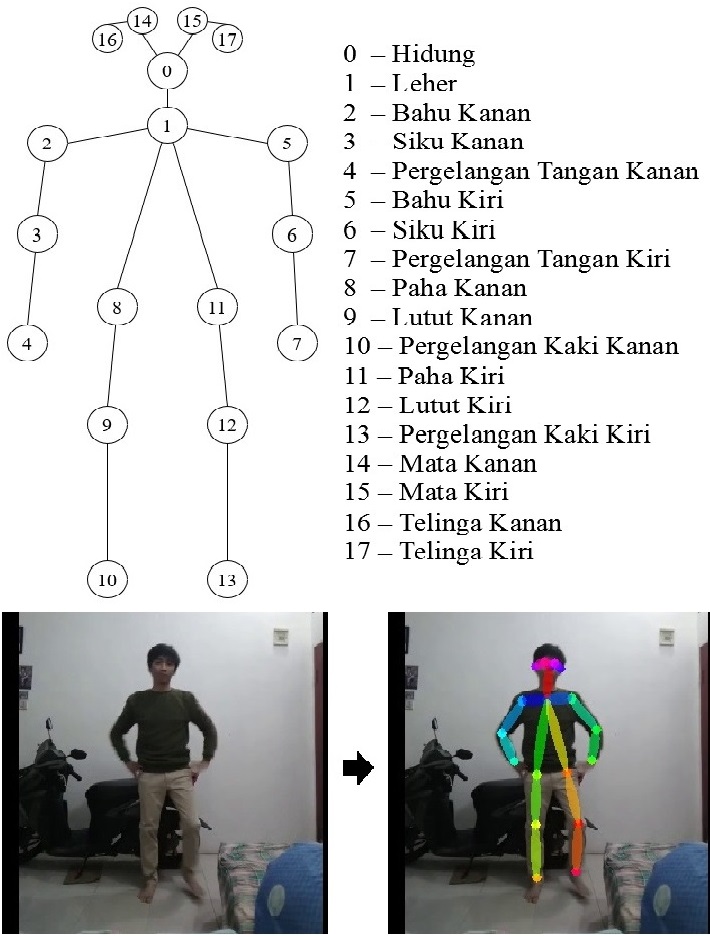 14
15
16
17
0
1
2
5
3
6
8
11
4
7
9
12
10
13
0 – Hidung
1 – Leher
2 – Bahu Kanan
3 Siku Kanan
4 – Pergelangan Tangan Kanan
5 – Bahu Kiri
6 – Siku Kiri
7 – Pergelangan Tangan Kiri
8 – Paha Kanan
9 – Lutut Kanan
10 – Pergelangan Kaki Kanan
11 – Paha Kiri
12 – Lutut Kiri
13 – Pergelangan Kaki Kiri
14 – Mata Kanan
15 – Mata Kiri
16 – Telinga Kanan
17 – Telinga Kiri